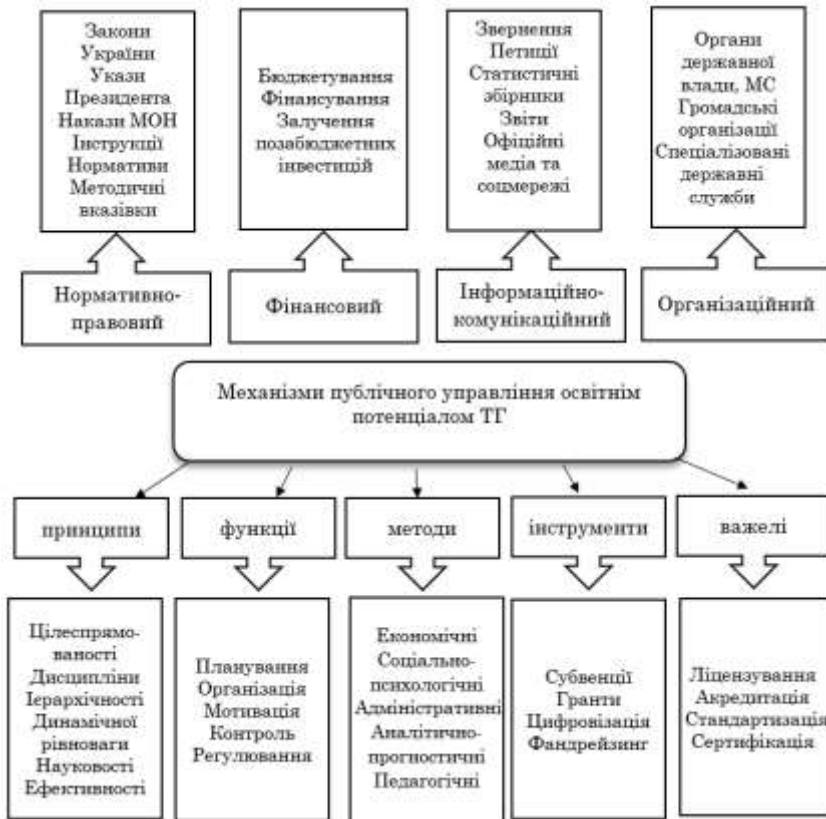 Закони
України
Укази
Президента
Накази МОН
Інструкції
Нормативи
Методичні
вказівки
Бюджетування
Фінансування
Залучення
позабюджетних
інвестицій
Звернення
Петиції
Статистичні
збірники
Звіти
Офіційні
медіа та
соцмережі
Органи
державної
влади, МС
Громадські
організації
Спеціалізовані
державні
служби
Нормативно-
правовий
Фінансовий
Інформаційно-
комунікаційний
Організаційний
Механізми публічного управління освітнім
потенціалом ТГ
принципи
функції
методи
інструменти
важелі
Цілеспрямо-
ваності
Дисципліни
Ієрархічності
Динамічної
рівноваги
Науковості
Ефективності
Планування
Організація
Мотивація
Контроль
Регулювання
Економічні
Соціально-
психологічні
Адміністративні
Аналітично-
прогностичні
Педагогічні
Субвенції
Гранти
Цифровізація
Фандрейзинг
Ліцензування
Акредитація
Стандартизація
Сертифікація